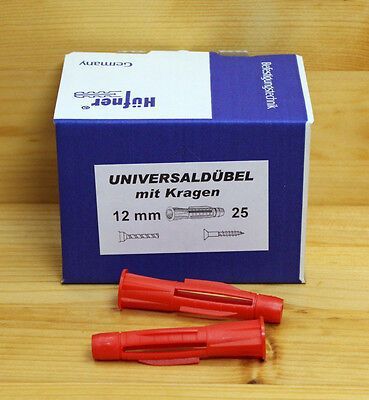 Hüfner
Germany
Befestigungstechnik
UNIVERSALDÜBEL
mit Kragen
12 mm 25